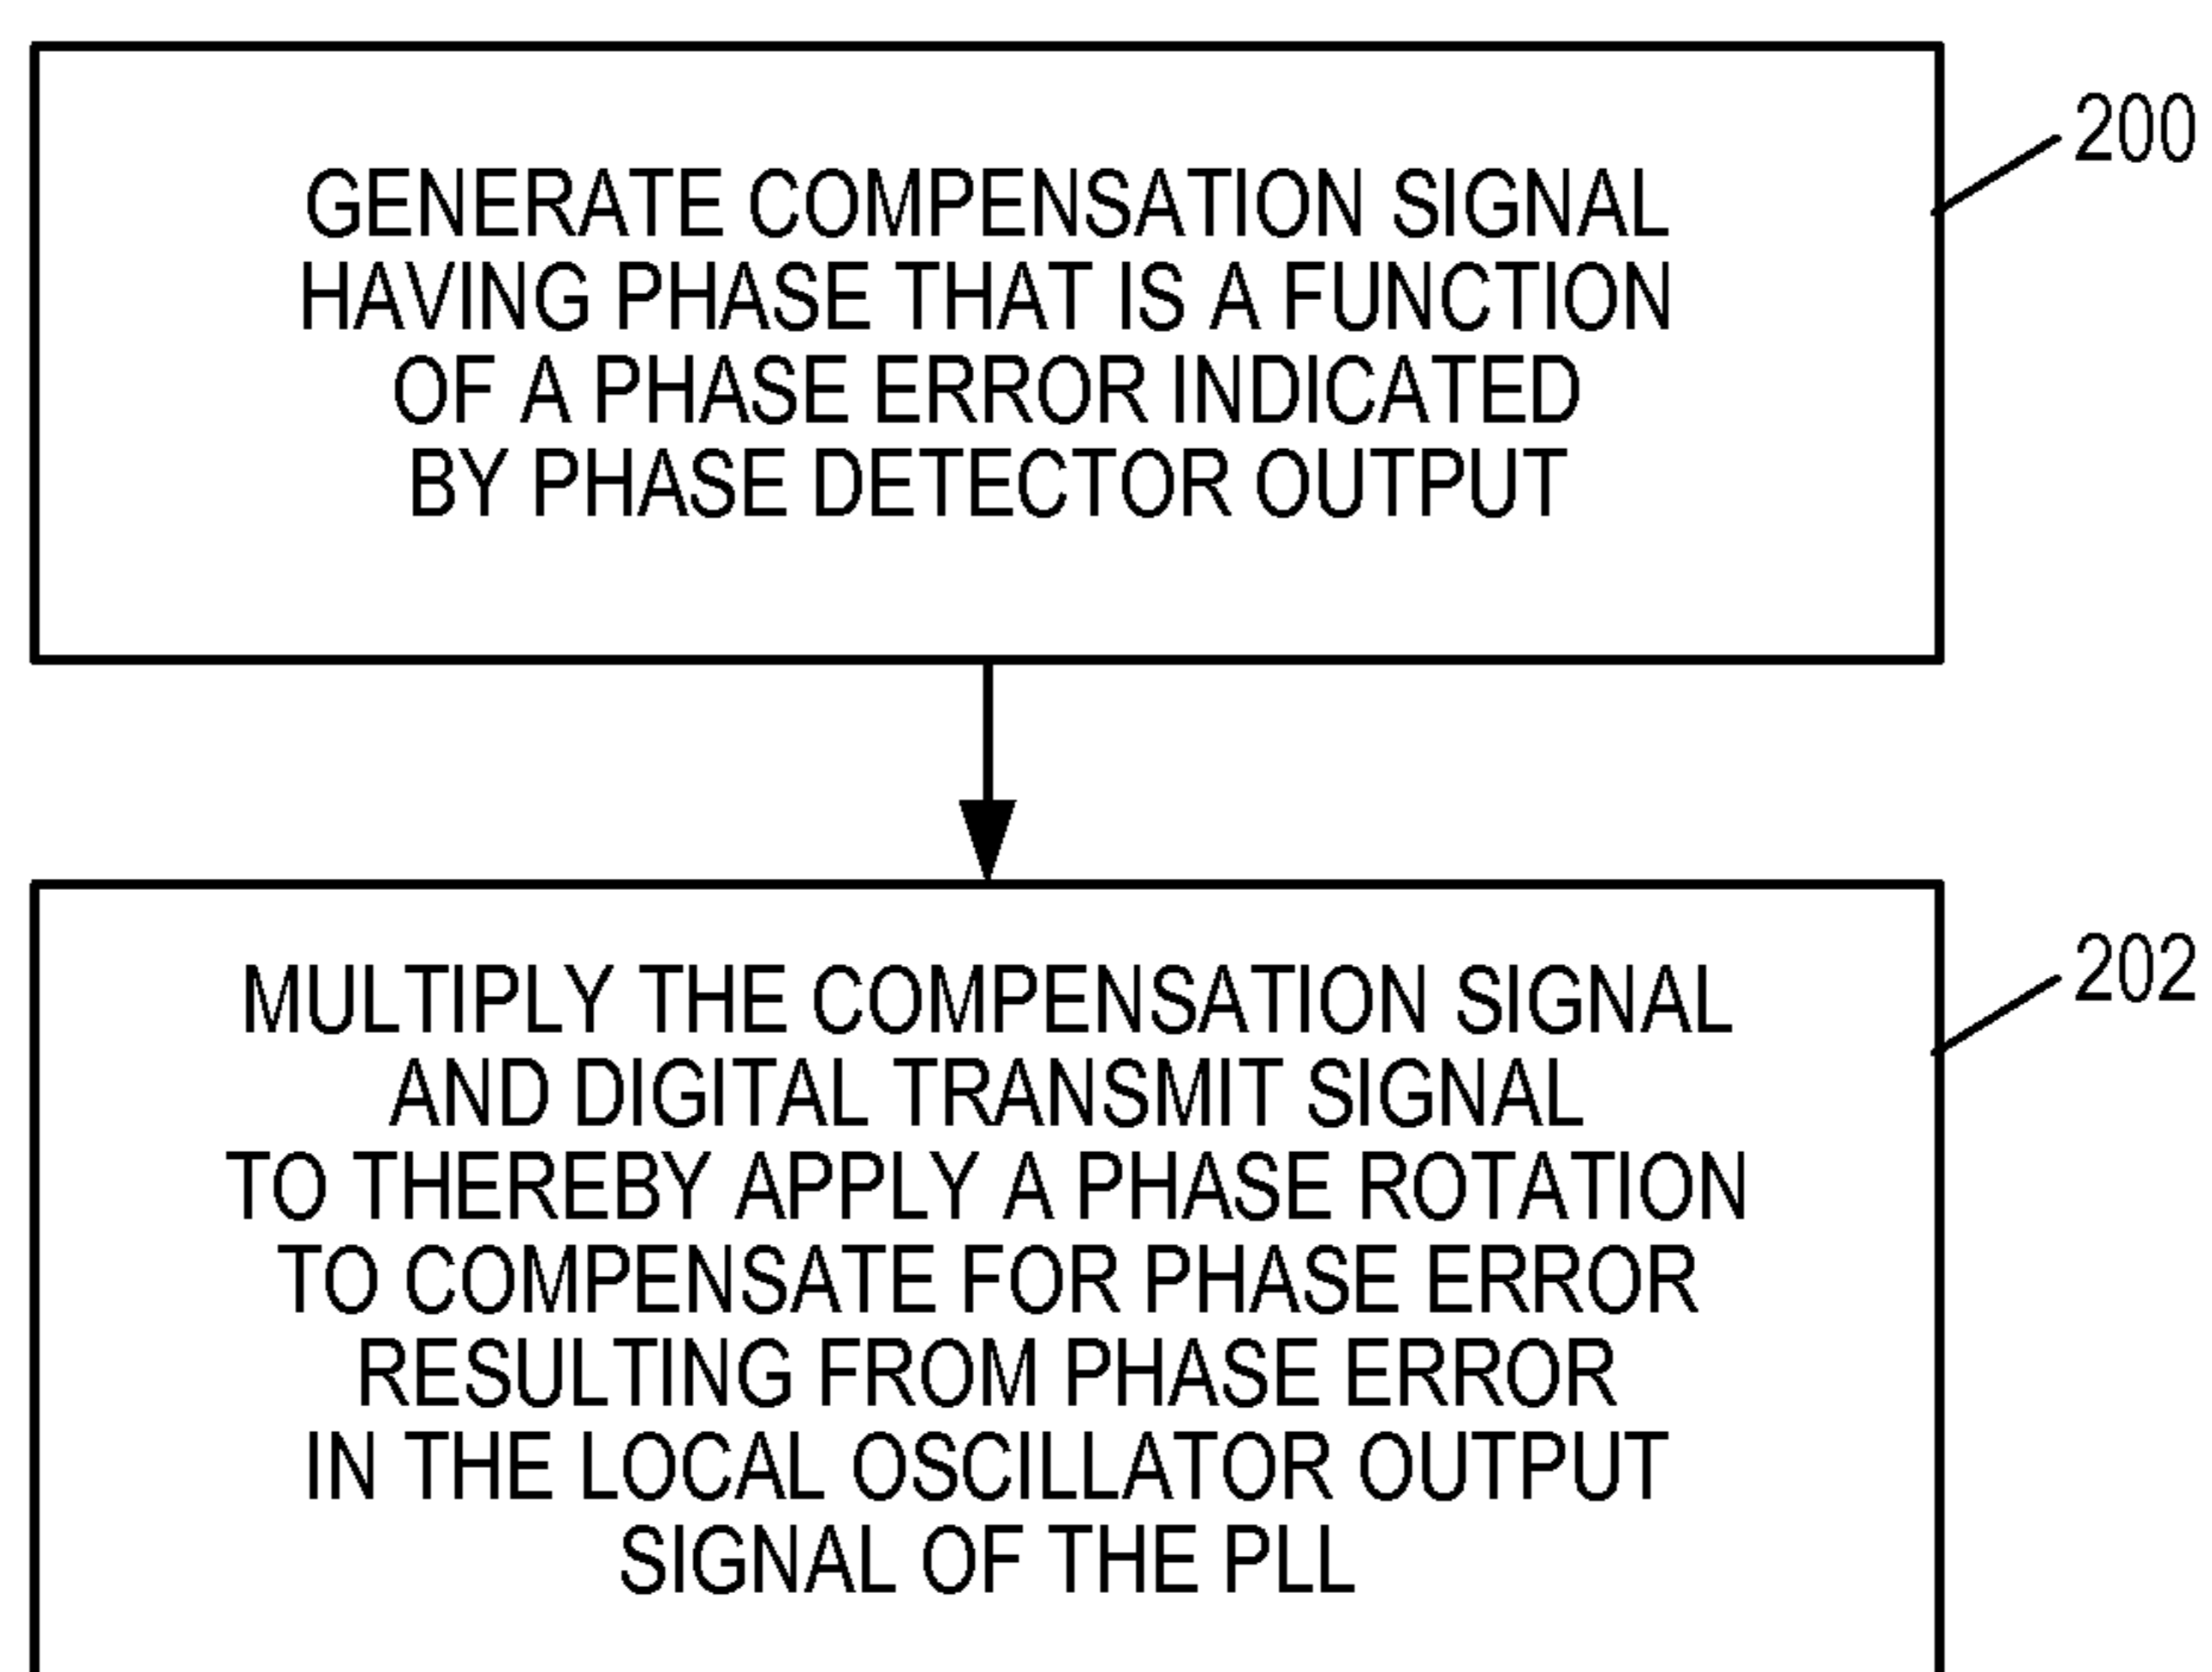 200
GENERATE COMPENSATION SIGNAL
HAVING PHASE THAT IS A FUNCTION
OF A PHASE ERROR INDICATED
BY PHASE DETECTOR OUTPUT
202
MULTIPLY THE COMPENSATION SIGNAL
AND DIGITAL TRANSMIT SIGNAL
TO THEREBY APPLY A PHASE ROTATION
TO COMPENSATE FOR PHASE ERROR
RESULTING FROM PHASE ERROR
IN THE LOCAL OSCILLATOR OUTPUT
SIGNAL OF THE PLL